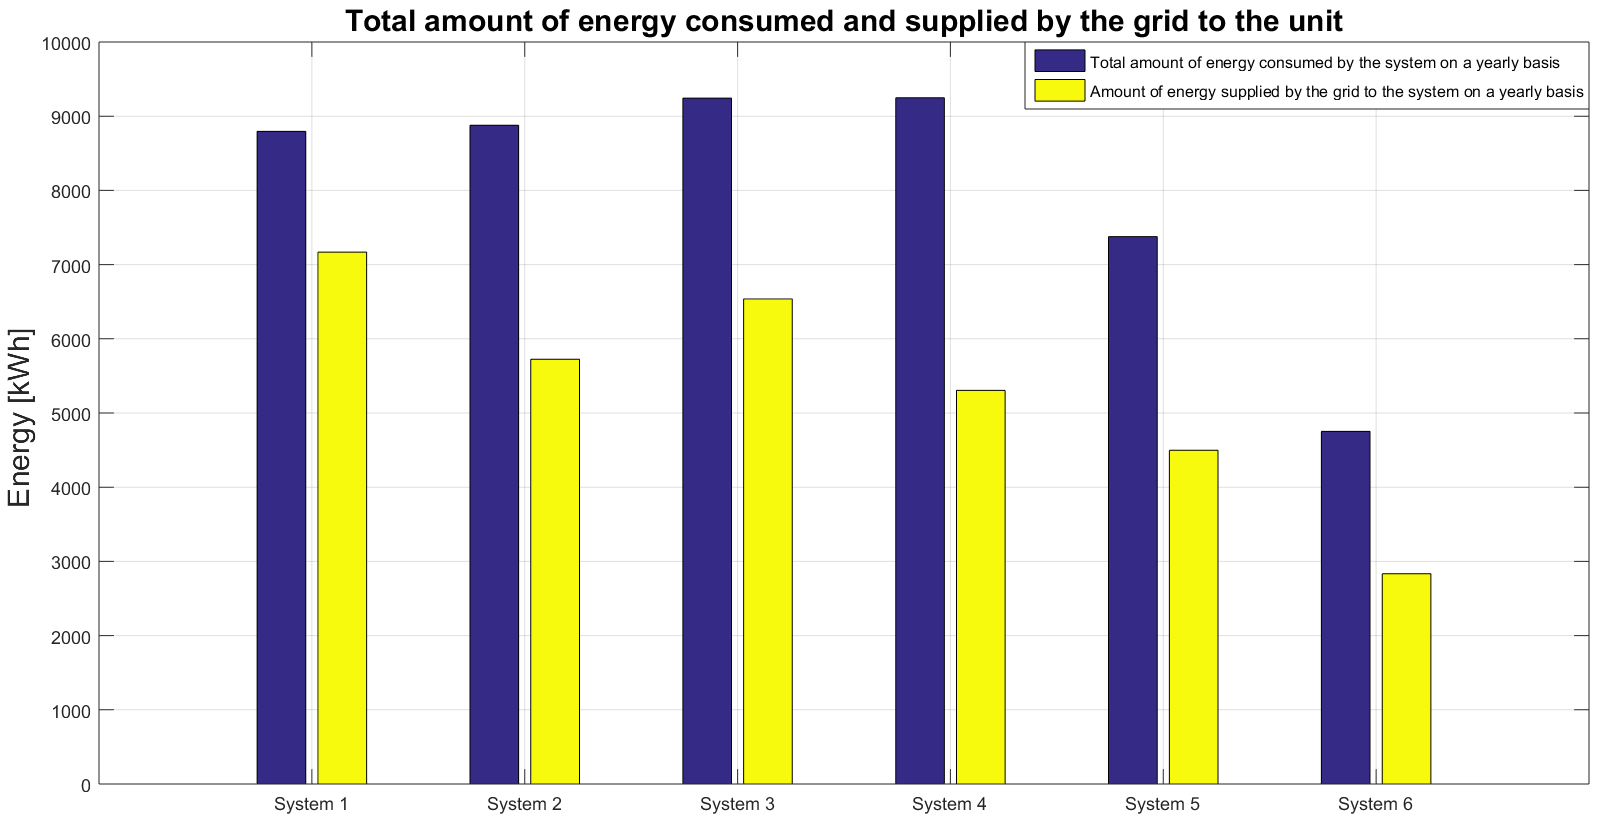 Total amount of energy consumed and supplied by the grid to the unit
Total amount of energy consumed by the system on a yearly basis
Amount of energy supplied by the grid to the system on a yearly basis
Energy [kWh]
10000
9000
8000
7000
6000
5000
4000
3000
2000
1000
0
System 1
System 2
System 3
System 4
System 5
System 6